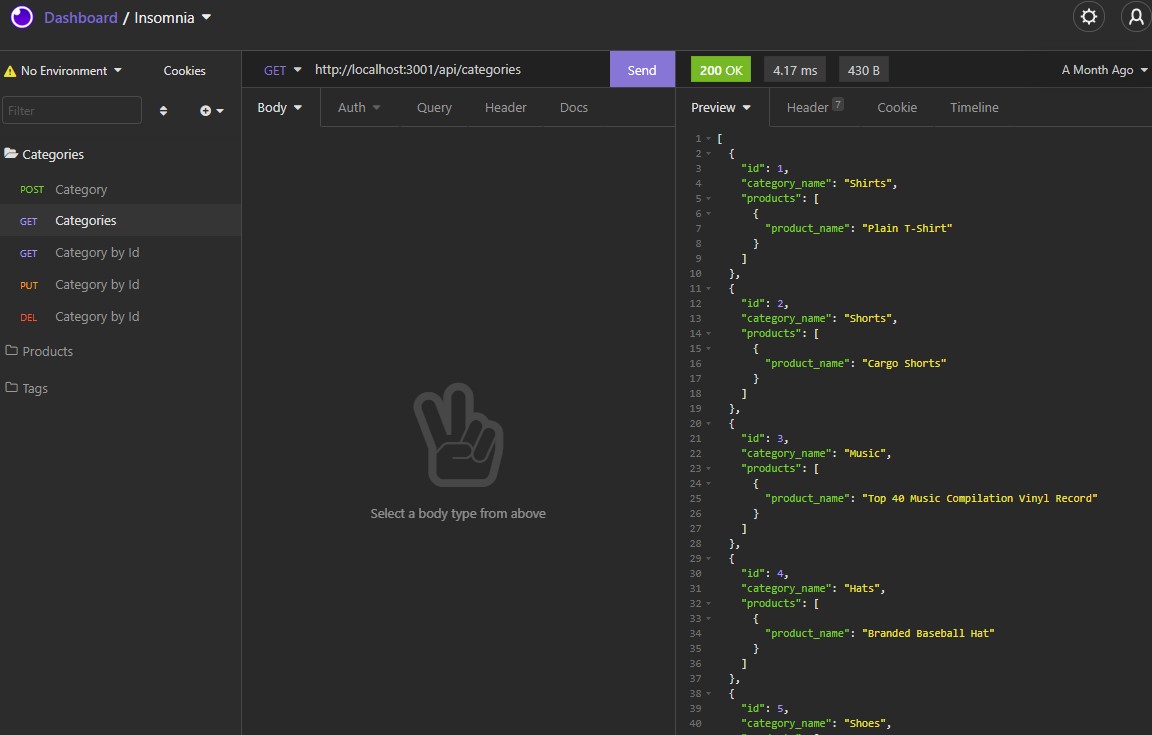 Dashboard / Insomnia
No Environment
Cookies
Filter
Categories
POST Category
GET Categories
GET Category by Id
PUT Category by Id
DEL Category by Id
Products
Tags
GET http://localhost:3001/api/categories Send
Body Auth Query Header Docs
Select a body type from above
200 OK 4.17 ms 430 B A Month Ago
Preview Header 7 Cookie Timeline
1 [
2 {
3 "id": 1,
4 "category_name": "Shirts",
5 "products": [
6 {
7 "product_name": "Plain T-Shirt"
8 }
9 ]
10 },
11 {
12 "id": 2,
13 "category_name": "Shorts",
14 "products": [
15 {
16 "product_name": "Cargo Shorts"
17 }
18 ]
19 },
20 {
21 "id": 3,
22 "category_name": "Music",
23 "products": [
24 {
25 "product_name": "Top 40 Music Compilation Vinyl Record"
26 }
27 ]
28 },
29 {
30 "id": 4,
31 "category_name": "Hats",
32 "products": [
33 {
34 "product_name": "Branded Baseball Hat"
35 }
36 ]
37 },
38 {
39 "id": 5,
40 "category_name": "Shoes",